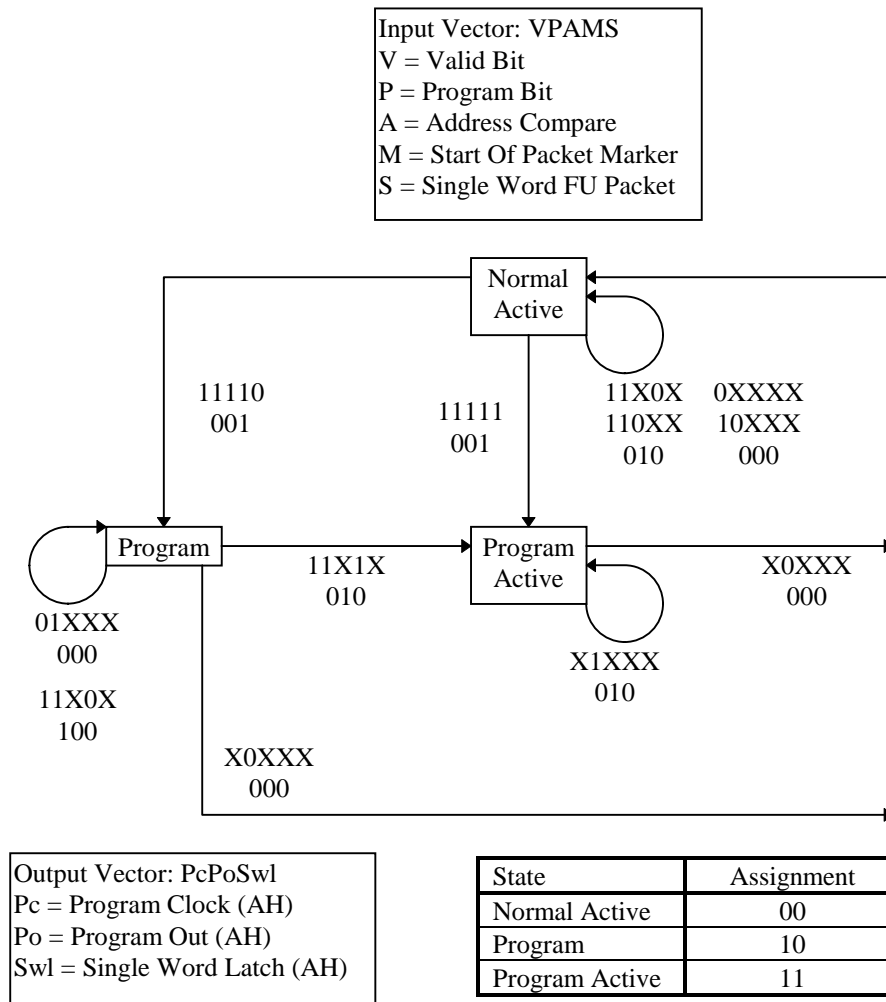 Input Vector: VPAMS
V = Valid Bit
P = Program Bit
A = Address Compare
M = Start Of Packet Marker
S = Single Word FU Packet
Normal
Active
11110
001
11111
001
11X0X 0XXXX
110XX 10XXX
010 000
Program
11X1X
010
Program
Active
X0XXX
000
01XXX
000
11X0X
100
X1XXX
010
X0XXX
000
Output Vector: PcPoSwl
Pc = Program Clock (AH)
Po = Program Out (AH)
Swl = Single Word Latch (AH)
State Assignment
Normal Active 00
Program 10
Program Active 11